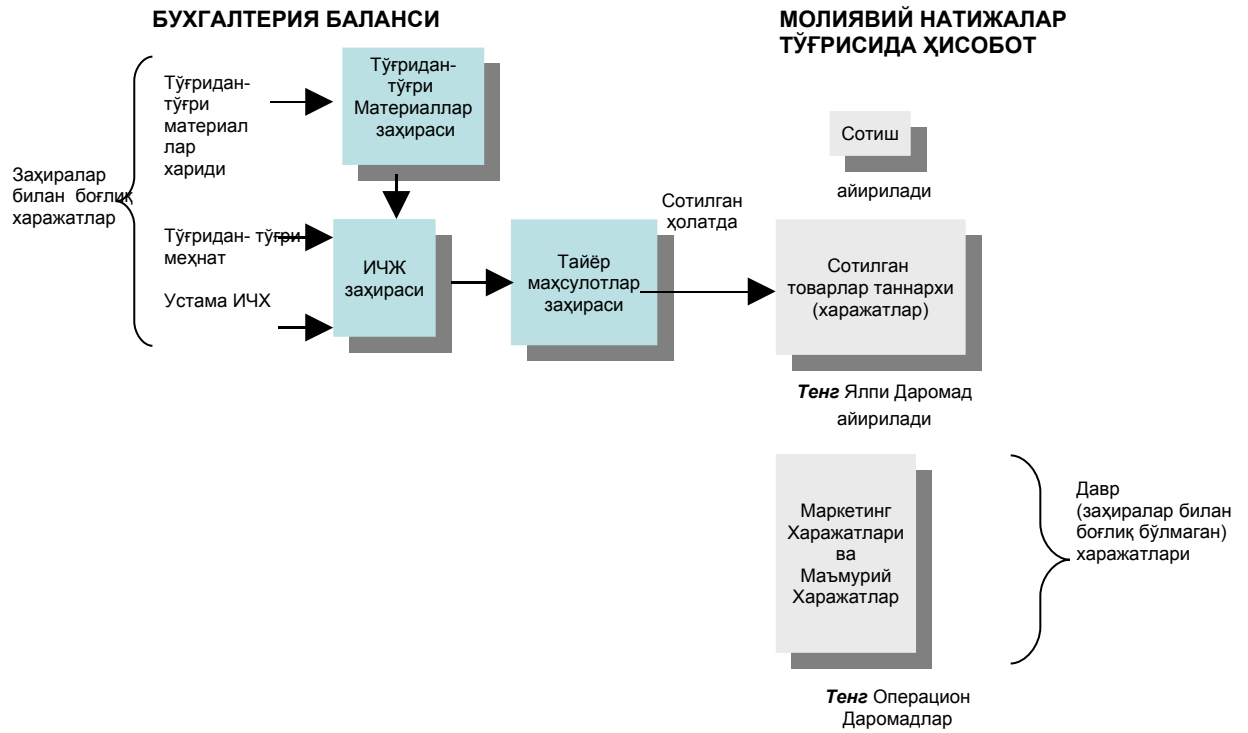 БУХГАЛТЕРИЯ БАЛАНСИ
МОЛИЯВИЙ НАТИЖАЛАР
ТЎҒРИСИДА ҲИСОБОТ
Заҳиралар
билан боғлиқ
харажатлар
Тўғридан-
тўғри
материал
лар
хариди
Тўғридан- тўғри
меҳнат
Устама ИЧХ
Тўғридан-
тўғри
Материаллар
заҳираси
ИЧЖ
заҳираси
Тайёр
маҳсулотлар
заҳираси
Сотилган
ҳолатда
Сотиш
айирилади
Сотилган
товарлар таннархи
(харажатлар)
Тенг Ялпи Даромад
айирилади
Маркетинг
Харажатлари
ва
Маъмурий
Харажатлар
Давр
(заҳиралар билан
боғлиқ бўлмаган)
харажатлари
Тенг Операцион
Даромадлар